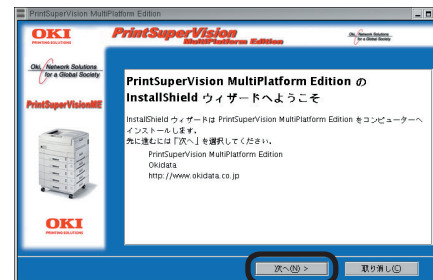 PrintSuperVision MultiPlatform Edition
OKI
PRINTING SOLUTIONS
PrintSuperVision
MultiPlatform Edition
Oki, Network Solutions
for a Global Society
Oki, Network Solutions
for a Global Society
PrintSuperVisionME
OKI
PRINTING SOLUTIONS
PrintSuperVision MultiPlatform Edition の
InstallShield ウィザードへようこそ
InstallShield ウィザードは PrintSuperVision MultiPlatform Edition をコンピューターへ
インストールします。
先に進むには「次へ」を選択してください。
PrintSuperVision MultiPlatform Edition
Okidata
http://www.okidata.co.jp
次へ(N) >
取り消し(C)